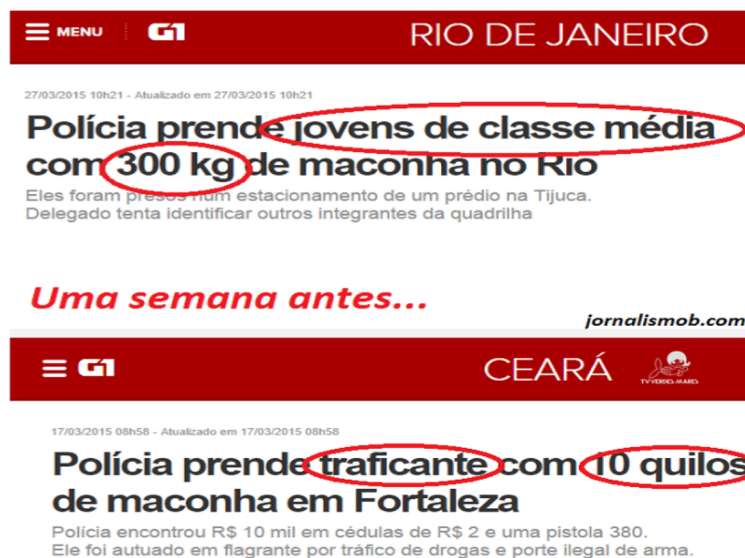 MENU G1 RIO DE JANEIRO
27/03/2015 10h21 - Atualizado em 27/03/2015 10h21
Polícia prende jovens de classe média
com 300 kg de maconha no Rio
Eles foram presos num estacionamento de um prédio na Tijuca.
Delegado tenta identificar outros integrantes da quadrilha
Uma semana antes...
jornalismob.com
G1 CEARÁ
TV VERDES MARES
17/03/2015 08h58 - Atualizado em 17/03/2015 08h58
Polícia prende traficante com 10 quilos
de maconha em Fortaleza
Polícia encontrou R$ 10 mil em cédulas de R$ 2 e uma pistola 380.
Ele foi autuado em flagrante por tráfico de drogas e porte ilegal de arma.